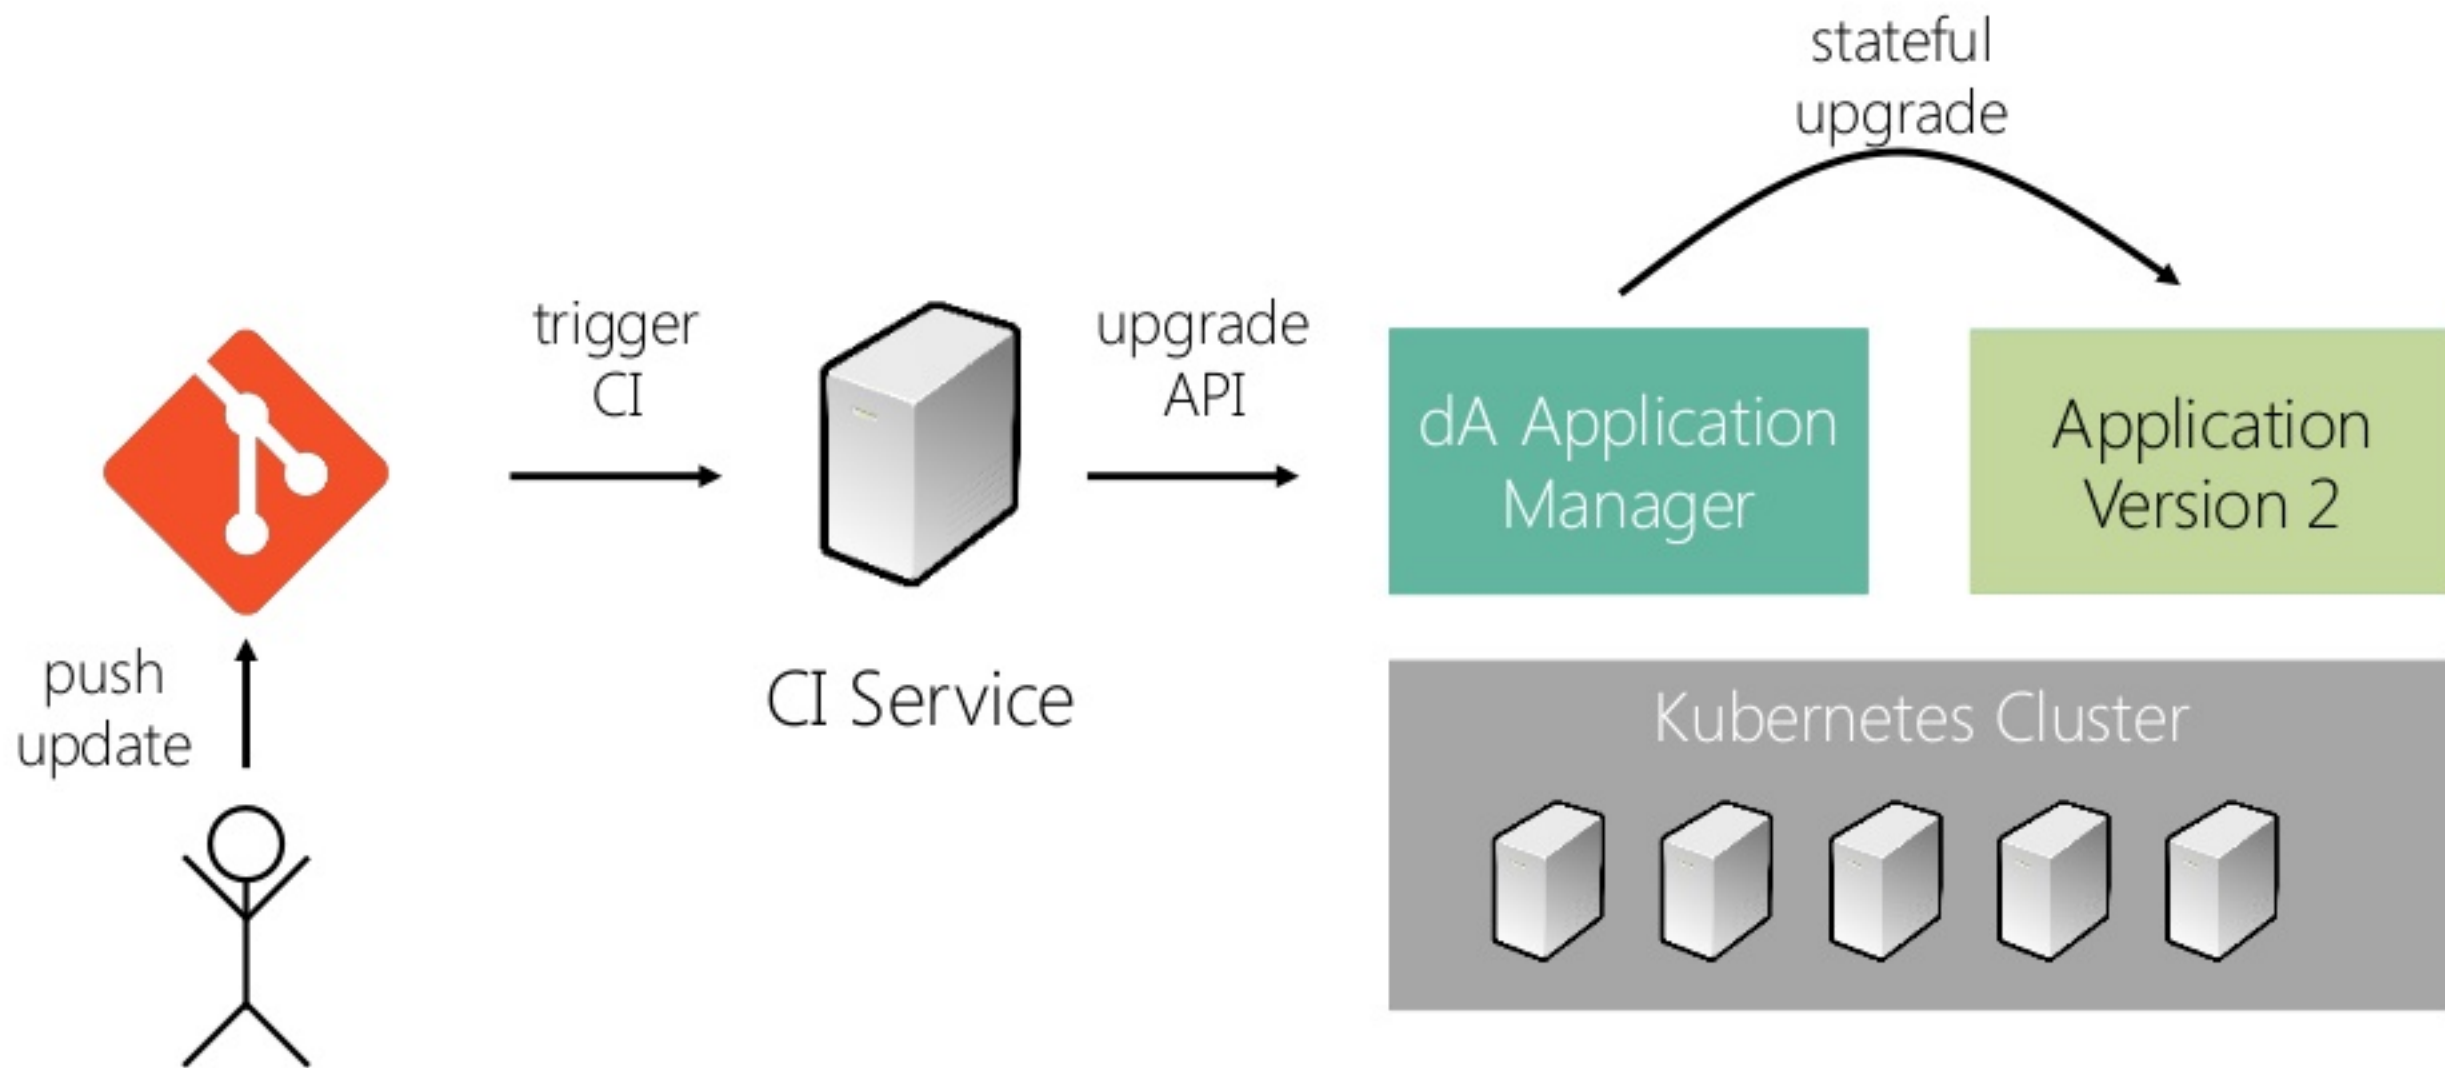 stateful
upgrade
trigger
CI
upgrade
API
dA Application
Manager
Application
Version 2
push
update
CI Service
Kubernetes Cluster